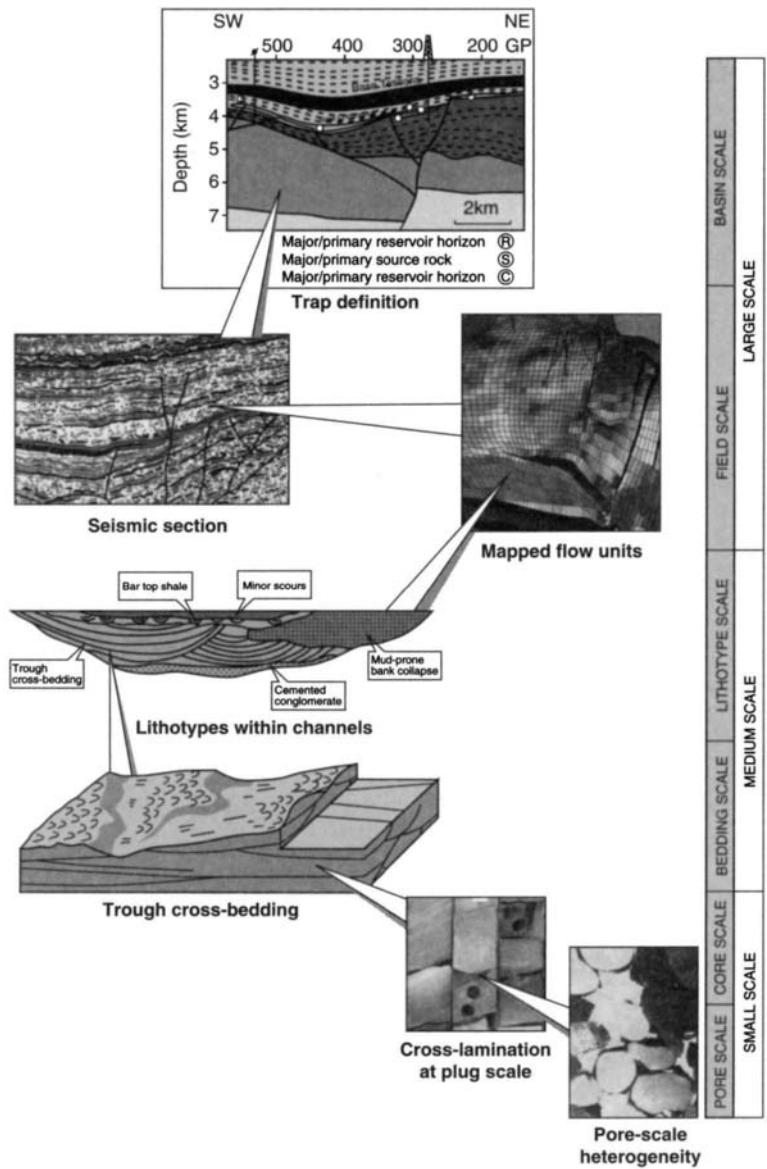 SW
NE
500
400
300
200
GP
3
4
5
6
7
Depth (km)
2km
Major/primary reservoir horizon R
Major/primary source rock S
Major/primary reservoir horizon C
Trap definition
Seismic section
Mapped flow units
Bar top shale
Minor scours
Trough
cross-bedding
Mud-prone
bank collapse
Cemented
conglomerate
Lithotypes within channels
Trough cross-bedding
Cross-lamination
at plug scale
Pore-scale
heterogeneity
BASIN SCALE
FIELD SCALE
LITHOTYPE SCALE
BEDDING SCALE
CORE SCALE
PORE SCALE
LARGE SCALE
MEDIUM SCALE
SMALL SCALE